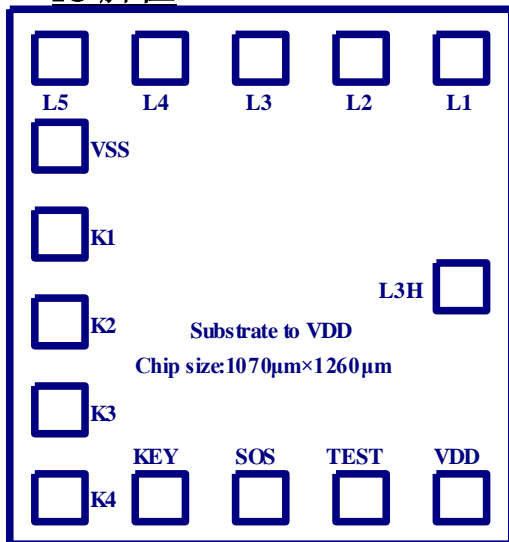 L5 L4 L3 L2 L1
VSS
K1
L3H
K2
Substrate to VDD
Chip size:1070μm×1260μm
K3
KEY SOS TEST VDD
K4